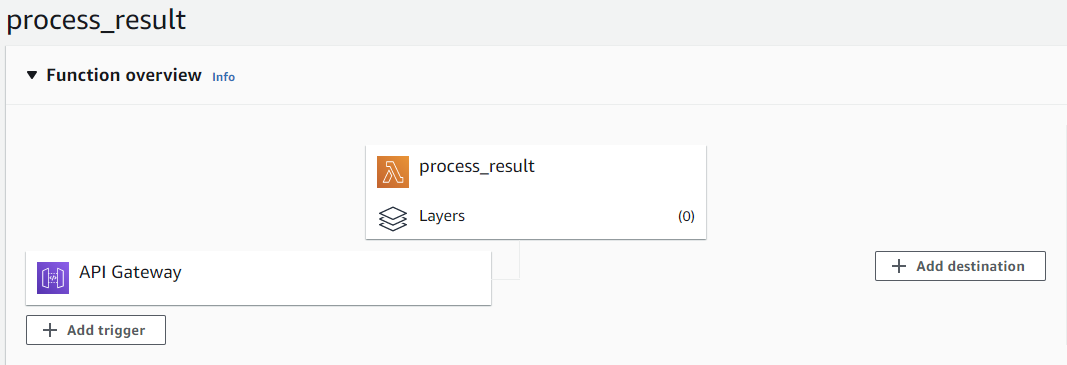 process_result
Function overview Info
process_result
Layers (0)
API Gateway
Add destination
Add trigger